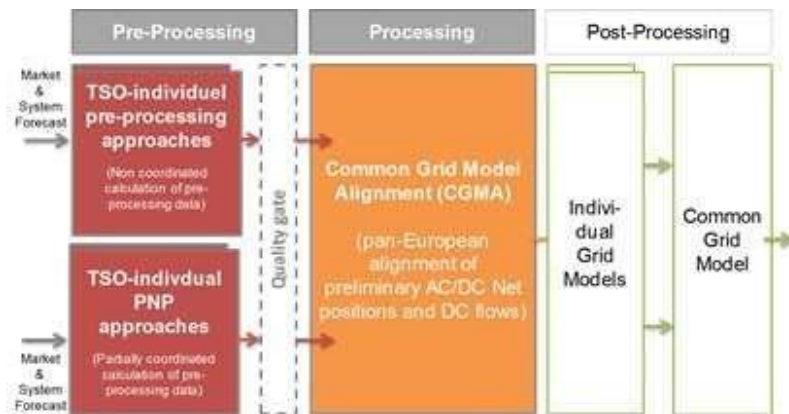 Pre-Processing
Processing
Post-Processing
Market
&
System
Forecast
TSO-individuel
pre-processing
approaches
(Non coordinated
calculation of pre-
processing data)
TSO-indivdual
PNP
approaches
(Partially coordinated
calculation of pre-
processing data)
Market
& System
Forecast
Quality gate
Common Grid Model
Alignment (CGMA)
(pan-European
alignment of
preliminary AC/DC Net
positions and DC flows)
Indivi-
dual
Grid
Models
Common
Grid
Model